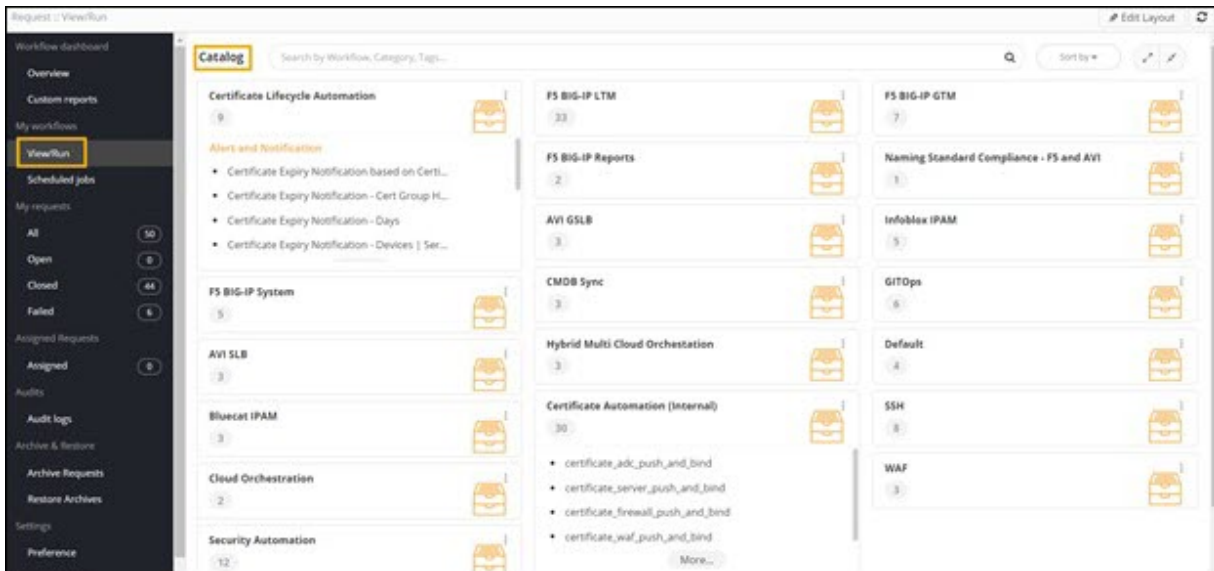 Request :: View/Run
Edit Layout
Workflow dashboard
Overview
Custom reports
My workflows
View/Run
Scheduled jobs
My requests
All 50
Open 0
Closed 44
Failed 6
Assigned Requests
Assigned 0
Audits
Audit logs
Archive & Restore
Archive Requests
Restore Archives
Settings
Preference
Catalog
Search by Workflow, Category, Tags...
Sort by
Certificate Lifecycle Automation
9
Alert and Notification
• Certificate Expiry Notification based on Certi...
• Certificate Expiry Notification - Cert Group H...
• Certificate Expiry Notification - Days
• Certificate Expiry Notification - Devices | Ser...
F5 BIG-IP System
5
AVI SLB
3
Bluecat IPAM
3
Cloud Orchestration
2
Security Automation
12
F5 BIG-IP LTM
33
F5 BIG-IP Reports
2
AVI GSLB
3
CMDB Sync
3
Hybrid Multi Cloud Orchestation
3
Certificate Automation (Internal)
30
• certificate_adc_push_and_bind
• certificate_server_push_and_bind
• certificate_firewall_push_and_bind
• certificate_waf_push_and_bind
More...
F5 BIG-IP GTM
7
Naming Standard Compliance - F5 and AVI
1
Infoblox IPAM
5
GITOps
6
Default
4
SSH
8
WAF
3